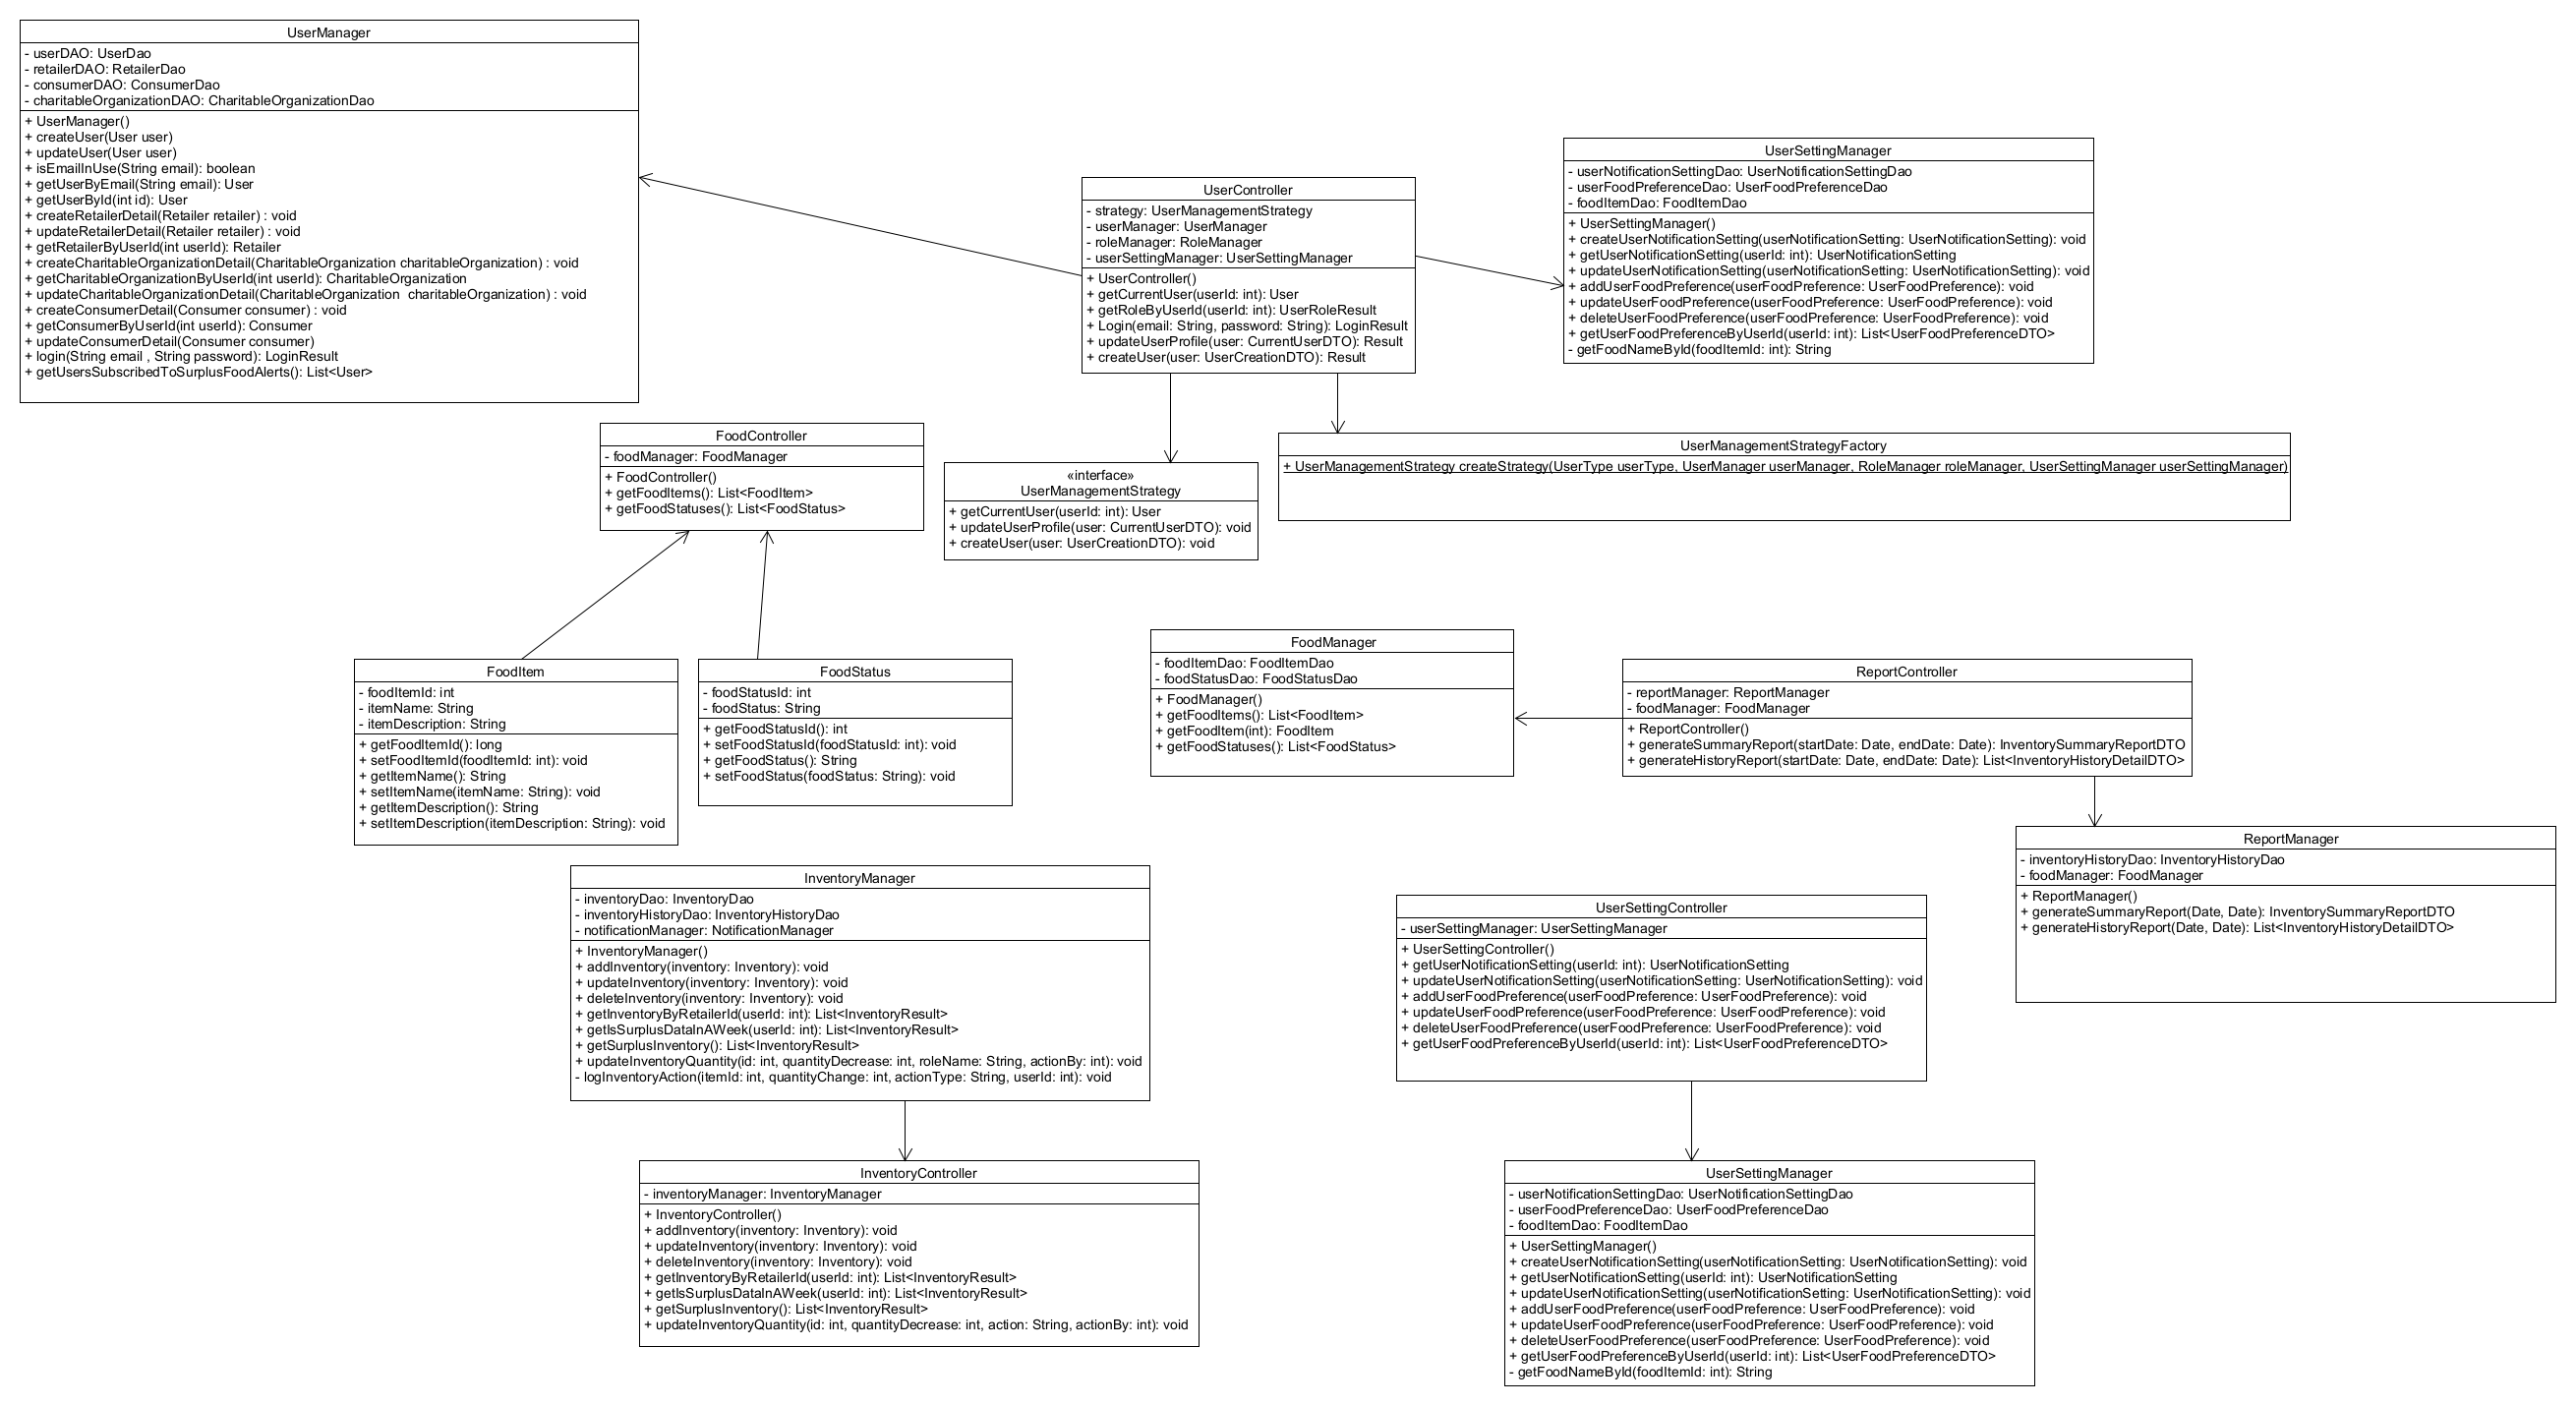 UserManager
- userDAO: UserDao
- retailerDAO: RetailerDao
- consumerDAO: ConsumerDao
- charitableOrganizationDAO: CharitableOrganizationDao
+ UserManager()
+ createUser(User user)
+ updateUser(User user)
+ isEmailInUse(String email): boolean
+ getUserByEmail(String email): User
+ getUserById(int id): User
+ createRetailerDetail(Retailer retailer) : void
+ updateRetailerDetail(Retailer retailer) : void
+ getRetailerByUserId(int userId): Retailer
+ createCharitableOrganizationDetail(CharitableOrganization charitableOrganization) : void
+ getCharitableOrganizationByUserId(int userId): CharitableOrganization
+ updateCharitableOrganizationDetail(CharitableOrganization  charitableOrganization) : void
+ createConsumerDetail(Consumer consumer) : void
+ getConsumerByUserId(int userId): Consumer
+ updateConsumerDetail(Consumer consumer)
+ login(String email , String password): LoginResult
+ getUsersSubscribedToSurplusFoodAlerts(): List<User>
UserController
- strategy: UserManagementStrategy
- userManager: UserManager
- roleManager: RoleManager
- userSettingManager: UserSettingManager
+ UserController()
+ getCurrentUser(userId: int): User
+ getRoleByUserId(userId: int): UserRoleResult
+ Login(email: String, password: String): LoginResult
+ updateUserProfile(user: CurrentUserDTO): Result
+ createUser(user: UserCreationDTO): Result
UserSettingManager
- userNotificationSettingDao: UserNotificationSettingDao
- userFoodPreferenceDao: UserFoodPreferenceDao
- foodItemDao: FoodItemDao
+ UserSettingManager()
+ createUserNotificationSetting(userNotificationSetting: UserNotificationSetting): void
+ getUserNotificationSetting(userId: int): UserNotificationSetting
+ updateUserNotificationSetting(userNotificationSetting: UserNotificationSetting): void
+ addUserFoodPreference(userFoodPreference: UserFoodPreference): void
+ updateUserFoodPreference(userFoodPreference: UserFoodPreference): void
+ deleteUserFoodPreference(userFoodPreference: UserFoodPreference): void
+ getUserFoodPreferenceByUserId(userId: int): List<UserFoodPreferenceDTO>
- getFoodNameById(foodItemId: int): String
FoodController
- foodManager: FoodManager
+ FoodController()
+ getFoodItems(): List<FoodItem>
+ getFoodStatuses(): List<FoodStatus>
«interface»
UserManagementStrategy
+ getCurrentUser(userId: int): User
+ updateUserProfile(user: CurrentUserDTO): void
+ createUser(user: UserCreationDTO): void
UserManagementStrategyFactory
+ UserManagementStrategy createStrategy(UserType userType, UserManager userManager, RoleManager roleManager, UserSettingManager userSettingManager)
FoodItem
- foodItemId: int
- itemName: String
- itemDescription: String
+ getFoodItemId(): long
+ setFoodItemId(foodItemId: int): void
+ getItemName(): String
+ setItemName(itemName: String): void
+ getItemDescription(): String
+ setItemDescription(itemDescription: String): void
FoodStatus
- foodStatusId: int
- foodStatus: String
+ getFoodStatusId(): int
+ setFoodStatusId(foodStatusId: int): void
+ getFoodStatus(): String
+ setFoodStatus(foodStatus: String): void
FoodManager
- foodItemDao: FoodItemDao
- foodStatusDao: FoodStatusDao
+ FoodManager()
+ getFoodItems(): List<FoodItem>
+ getFoodItem(int): FoodItem
+ getFoodStatuses(): List<FoodStatus>
ReportController
- reportManager: ReportManager
- foodManager: FoodManager
+ ReportController()
+ generateSummaryReport(startDate: Date, endDate: Date): InventorySummaryReportDTO
+ generateHistoryReport(startDate: Date, endDate: Date): List<InventoryHistoryDetailDTO>
ReportManager
- inventoryHistoryDao: InventoryHistoryDao
- foodManager: FoodManager
+ ReportManager()
+ generateSummaryReport(Date, Date): InventorySummaryReportDTO
+ generateHistoryReport(Date, Date): List<InventoryHistoryDetailDTO>
InventoryManager
- inventoryDao: InventoryDao
- inventoryHistoryDao: InventoryHistoryDao
- notificationManager: NotificationManager
+ InventoryManager()
+ addInventory(inventory: Inventory): void
+ updateInventory(inventory: Inventory): void
+ deleteInventory(inventory: Inventory): void
+ getInventoryByRetailerId(userId: int): List<InventoryResult>
+ getIsSurplusDataInAWeek(userId: int): List<InventoryResult>
+ getSurplusInventory(): List<InventoryResult>
+ updateInventoryQuantity(id: int, quantityDecrease: int, roleName: String, actionBy: int): void
- logInventoryAction(itemId: int, quantityChange: int, actionType: String, userId: int): void
UserSettingController
- userSettingManager: UserSettingManager
+ UserSettingController()
+ getUserNotificationSetting(userId: int): UserNotificationSetting
+ updateUserNotificationSetting(userNotificationSetting: UserNotificationSetting): void
+ addUserFoodPreference(userFoodPreference: UserFoodPreference): void
+ updateUserFoodPreference(userFoodPreference: UserFoodPreference): void
+ deleteUserFoodPreference(userFoodPreference: UserFoodPreference): void
+ getUserFoodPreferenceByUserId(userId: int): List<UserFoodPreferenceDTO>
InventoryController
- inventoryManager: InventoryManager
+ InventoryController()
+ addInventory(inventory: Inventory): void
+ updateInventory(inventory: Inventory): void
+ deleteInventory(inventory: Inventory): void
+ getInventoryByRetailerId(userId: int): List<InventoryResult>
+ getIsSurplusDataInAWeek(userId: int): List<InventoryResult>
+ getSurplusInventory(): List<InventoryResult>
+ updateInventoryQuantity(id: int, quantityDecrease: int, action: String, actionBy: int): void
UserSettingManager
- userNotificationSettingDao: UserNotificationSettingDao
- userFoodPreferenceDao: UserFoodPreferenceDao
- foodItemDao: FoodItemDao
+ UserSettingManager()
+ createUserNotificationSetting(userNotificationSetting: UserNotificationSetting): void
+ getUserNotificationSetting(userId: int): UserNotificationSetting
+ updateUserNotificationSetting(userNotificationSetting: UserNotificationSetting): void
+ addUserFoodPreference(userFoodPreference: UserFoodPreference): void
+ updateUserFoodPreference(userFoodPreference: UserFoodPreference): void
+ deleteUserFoodPreference(userFoodPreference: UserFoodPreference): void
+ getUserFoodPreferenceByUserId(userId: int): List<UserFoodPreferenceDTO>
- getFoodNameById(foodItemId: int): String